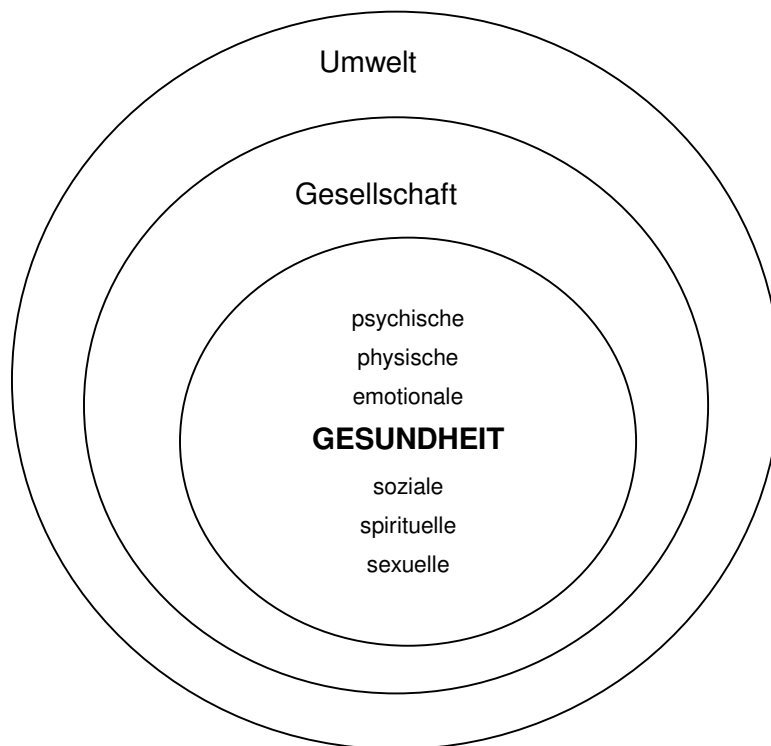 Umwelt
Gesellschaft
psychische
physische
emotionale
GESUNDHEIT
soziale
spirituelle
sexuelle